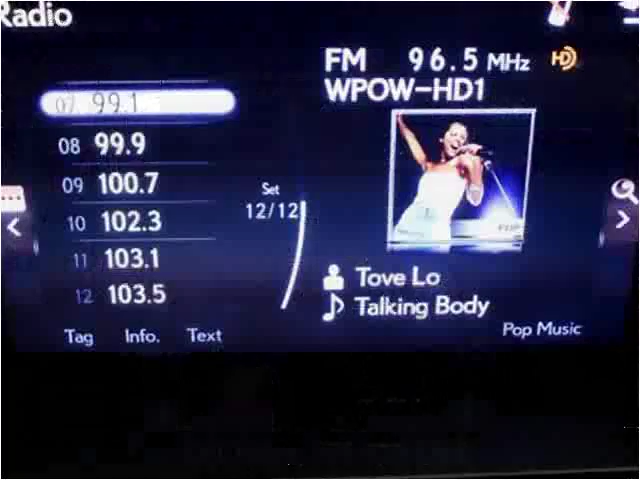 Radio
FM 96.5 MHz HD
WPOW-HD1
07 99.1
08 99.9
09 100.7
10 102.3
11 103.1
12 103.5
Set
12/12
Tove Lo
Talking Body
Pop Music
Tag Info. Text